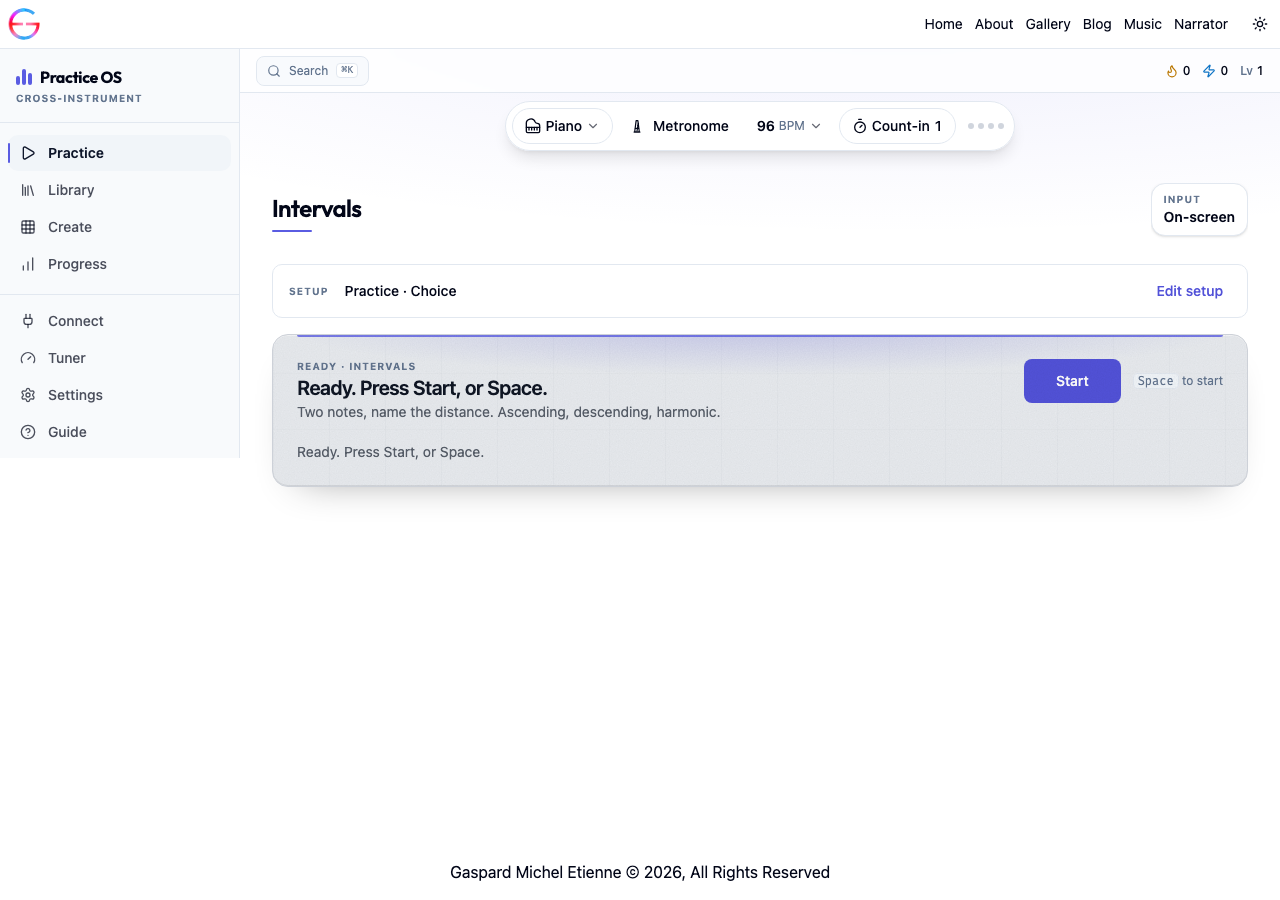 Home About Gallery Blog Music Narrator
Practice OS
CROSS-INSTRUMENT
Search ⌘K
0 0 Lv 1
Piano Metronome 96 BPM Count-in 1
Practice
Library
Create
Progress
Connect
Tuner
Settings
Guide
Intervals
INPUT
On-screen
SETUP Practice · Choice Edit setup
READY · INTERVALS
Ready. Press Start, or Space.
Two notes, name the distance. Ascending, descending, harmonic.
Start Space to start
Ready. Press Start, or Space.
Gaspard Michel Etienne © 2026, All Rights Reserved